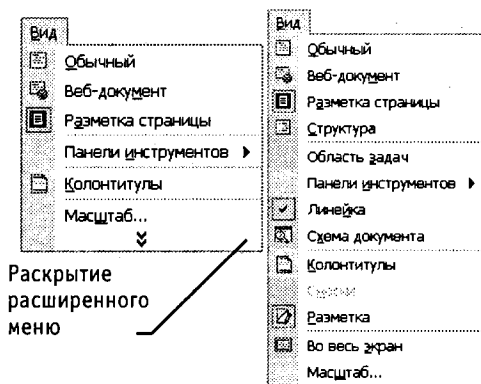 Вид
Обычный
Веб-документ
Разметка страницы
Панели инструментов
Колонтитулы
Масштаб...
Раскрытие
расширенного
меню
Вид
Обычный
Веб-документ
Разметка страницы
Структура
Область задач
Панели инструментов
Линейка
Схема документа
Колонтитулы
Сноски
Разметка
Во весь экран
Масштаб...